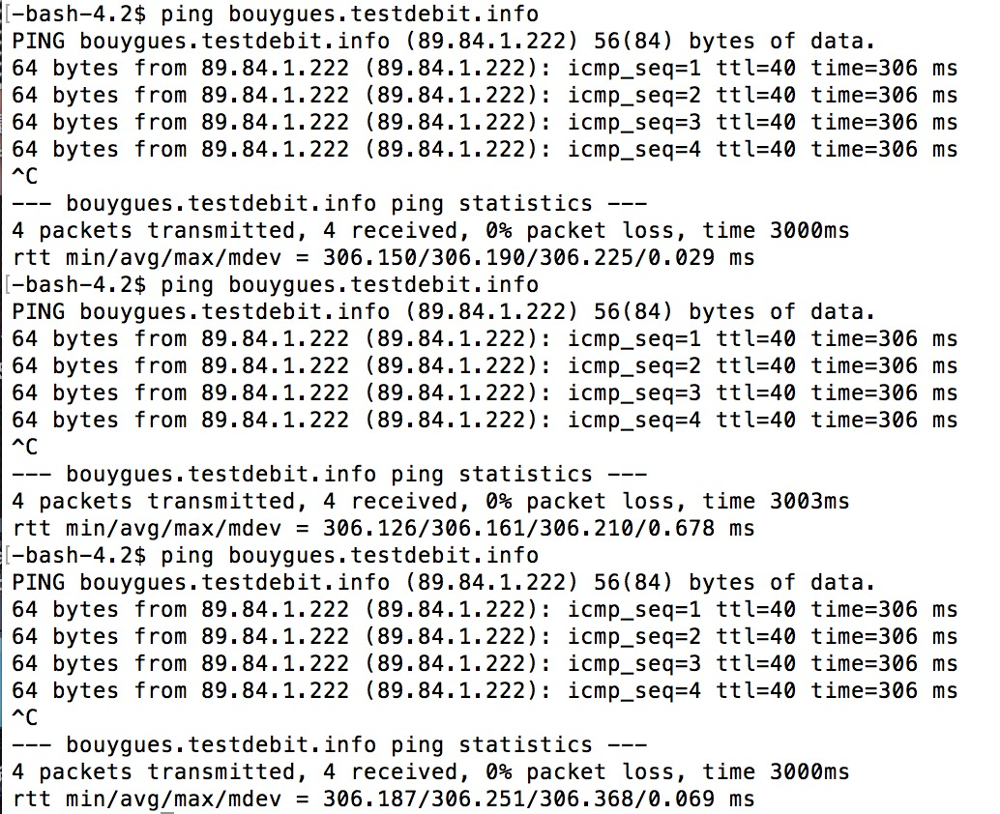 [-bash-4.2$ ping bouygues.testdebit.info
PING bouygues.testdebit.info (89.84.1.222) 56(84) bytes of data.
64 bytes from 89.84.1.222 (89.84.1.222): icmp_seq=1 ttl=40 time=306 ms
64 bytes from 89.84.1.222 (89.84.1.222): icmp_seq=2 ttl=40 time=306 ms
64 bytes from 89.84.1.222 (89.84.1.222): icmp_seq=3 ttl=40 time=306 ms
64 bytes from 89.84.1.222 (89.84.1.222): icmp_seq=4 ttl=40 time=306 ms
^C
--- bouygues.testdebit.info ping statistics ---
4 packets transmitted, 4 received, 0% packet loss, time 3000ms
rtt min/avg/max/mdev = 306.150/306.190/306.225/0.029 ms
[-bash-4.2$ ping bouygues.testdebit.info
PING bouygues.testdebit.info (89.84.1.222) 56(84) bytes of data.
64 bytes from 89.84.1.222 (89.84.1.222): icmp_seq=1 ttl=40 time=306 ms
64 bytes from 89.84.1.222 (89.84.1.222): icmp_seq=2 ttl=40 time=306 ms
64 bytes from 89.84.1.222 (89.84.1.222): icmp_seq=3 ttl=40 time=306 ms
64 bytes from 89.84.1.222 (89.84.1.222): icmp_seq=4 ttl=40 time=306 ms
^C
--- bouygues.testdebit.info ping statistics ---
4 packets transmitted, 4 received, 0% packet loss, time 3003ms
rtt min/avg/max/mdev = 306.126/306.161/306.210/0.678 ms
[-bash-4.2$ ping bouygues.testdebit.info
PING bouygues.testdebit.info (89.84.1.222) 56(84) bytes of data.
64 bytes from 89.84.1.222 (89.84.1.222): icmp_seq=1 ttl=40 time=306 ms
64 bytes from 89.84.1.222 (89.84.1.222): icmp_seq=2 ttl=40 time=306 ms
64 bytes from 89.84.1.222 (89.84.1.222): icmp_seq=3 ttl=40 time=306 ms
64 bytes from 89.84.1.222 (89.84.1.222): icmp_seq=4 ttl=40 time=306 ms
^C
--- bouygues.testdebit.info ping statistics ---
4 packets transmitted, 4 received, 0% packet loss, time 3000ms
rtt min/avg/max/mdev = 306.187/306.251/306.368/0.069 ms